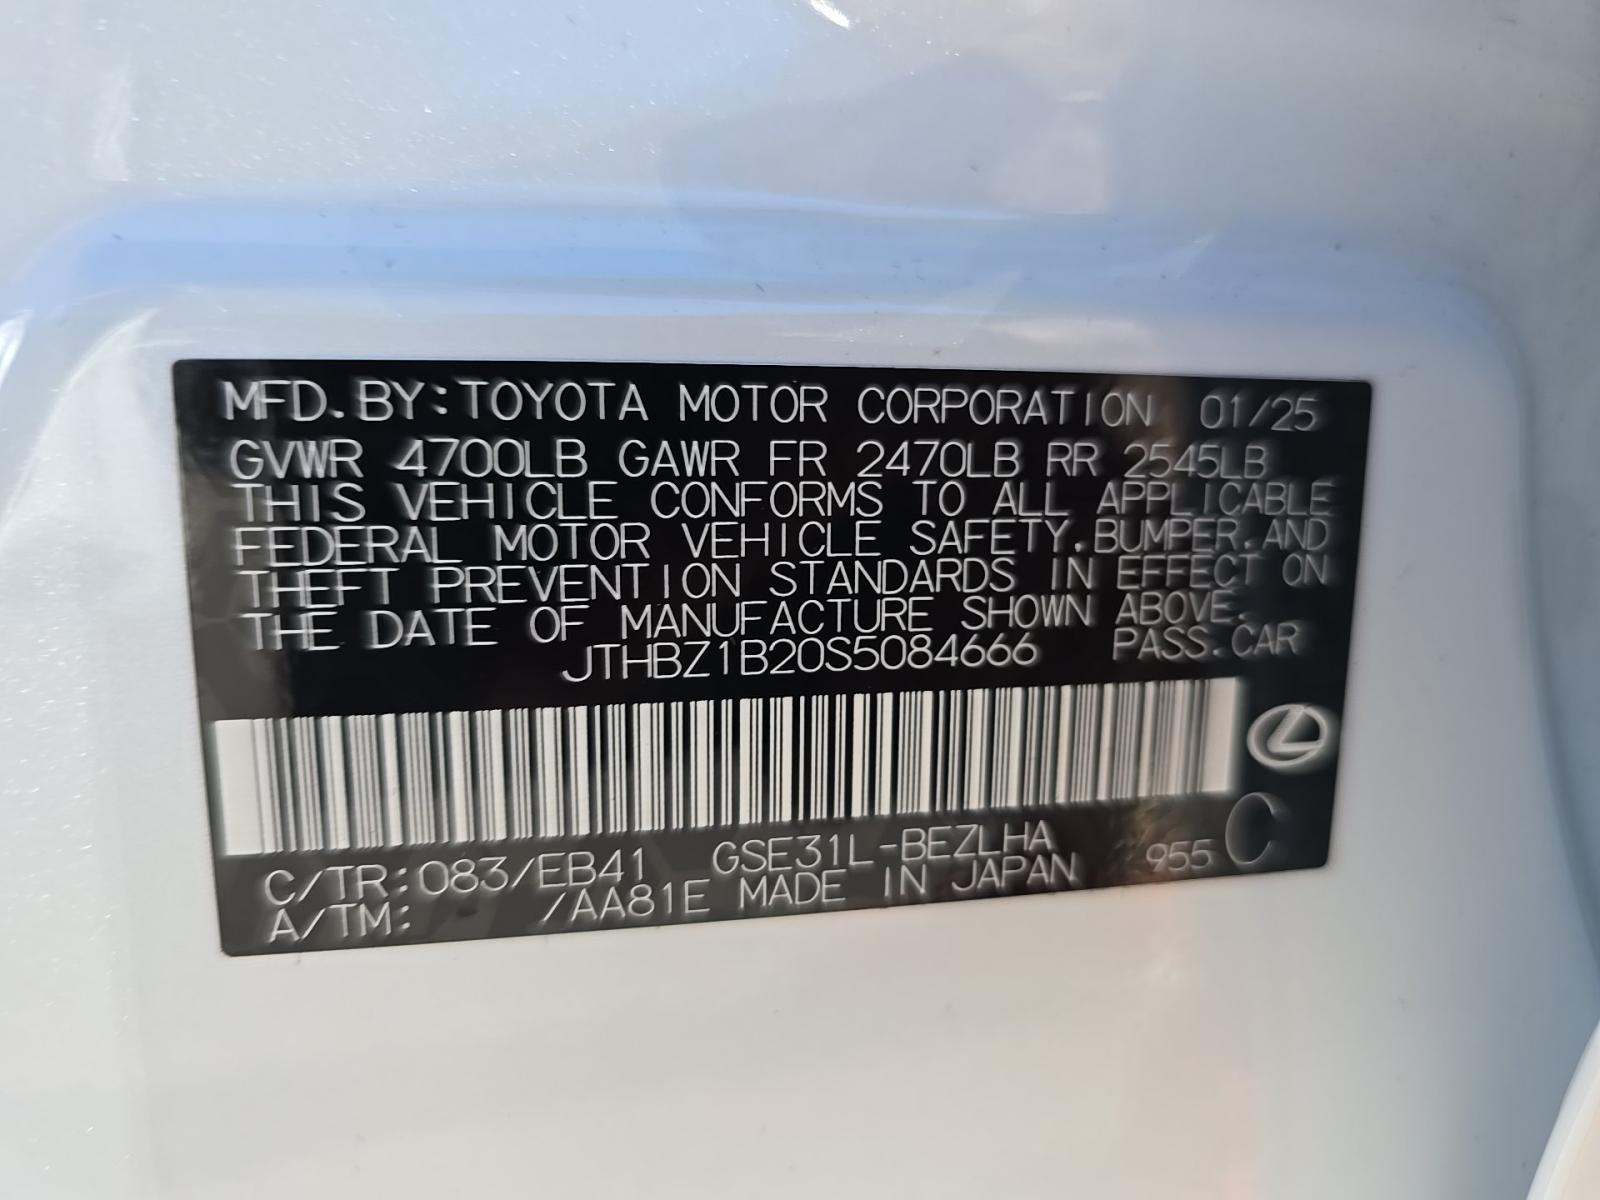 MFD. BY: TOYOTA MOTOR CORPORATION 01/25
GVWR 4700LB GAWR FR 2470LB RR 2545LB
THIS VEHICLE CONFORMS TO ALL APPLICABLE
FEDERAL MOTOR VEHICLE SAFETY, BUMPER, AND
THEFT PREVENTION STANDARDS IN EFFECT ON
THE DATE OF MANUFACTURE SHOWN ABOVE.
JTHBZ1B20S5084666 PASS. CAR
C/TR: 083/EB41 GSE31L-BEZLHA 955 C
A/TM: /AA81E MADE IN JAPAN